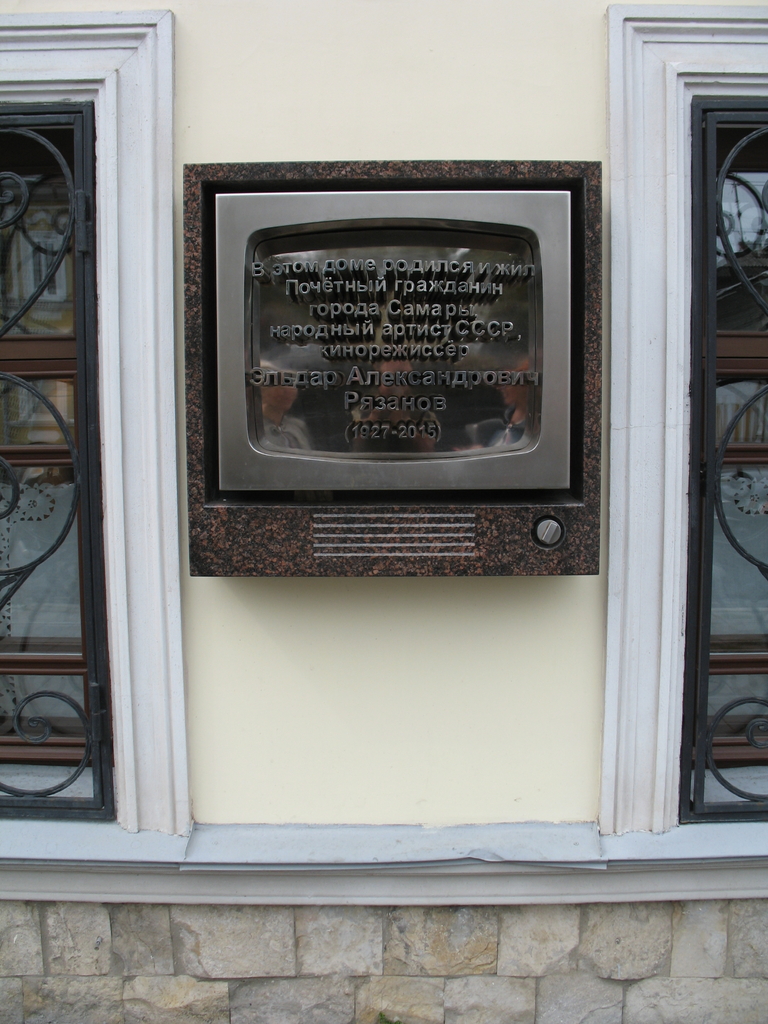 В этом доме родился и жил
Почётный гражданин
города Самары,
народный артист СССР,
кинорежиссёр
Эльдар Александрович
Рязанов
(1927-2015)